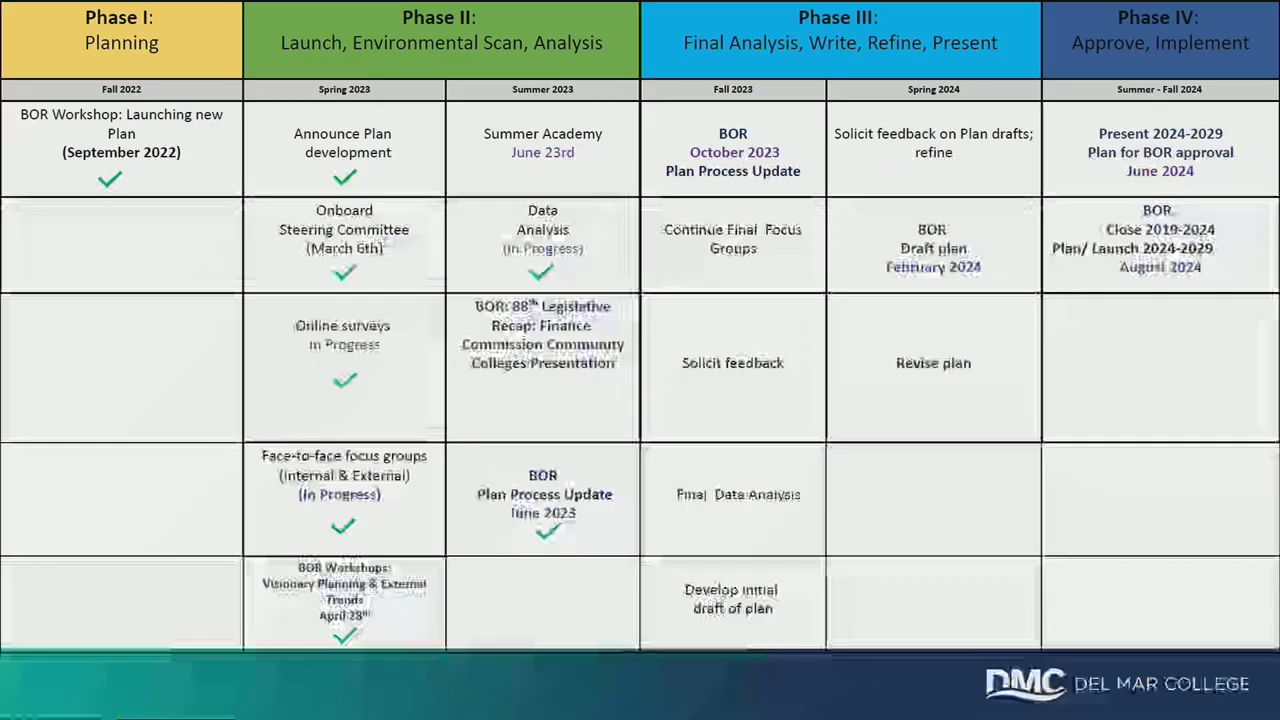 Phase I:
Planning
Phase II:
Launch, Environmental Scan, Analysis
Phase III:
Final Analysis, Write, Refine, Present
Phase IV:
Approve, Implement
Fall 2022
Spring 2023
Summer 2023
Fall 2023
Spring 2024
Summer - Fall 2024
BOR Workshop: Launching new
Plan
(September 2022)
Announce Plan
development
Summer Academy
June 23rd
BOR
October 2023
Plan Process Update
Solicit feedback on Plan drafts;
refine
Present 2024-2029
Plan for BOR approval
June 2024
Onboard
Steering Committee
(March 6th)
Data
Analysis
(In Progress)
Continue Final Focus
Groups
BOR
Draft plan
February 2024
BOR
Close 2019-2024
Plan/ Launch 2024-2029
August 2024
Online surveys
In Progress
BOR: 88th Legislative
Recap: Finance
Commission Community
Colleges Presentation
Solicit feedback
Revise plan
Face-to-face focus groups
(Internal & External)
(In Progress)
BOR
Plan Process Update
June 2023
Final Data Analysis
BOR Workshops:
Visionary Planning & External
Trends
April 28th
Develop initial
draft of plan
DMC DEL MAR COLLEGE